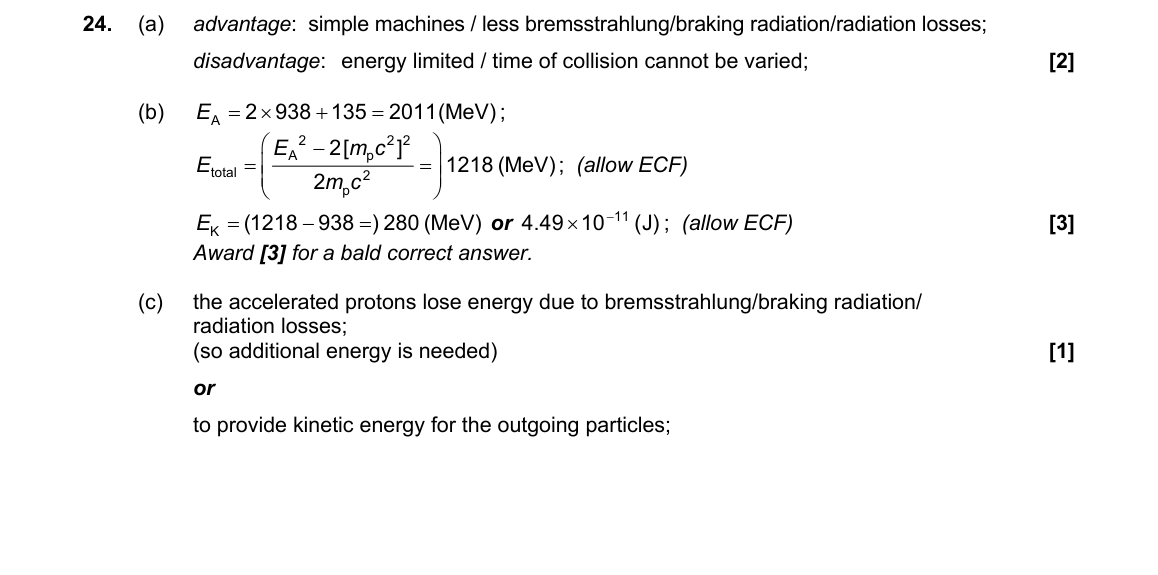 24. (a) advantage: simple machines / less bremsstrahlung/braking radiation/radiation losses;
disadvantage: energy limited / time of collision cannot be varied; [2]
(b) E_A = 2×938+135 = 2011(MeV);
E_total = ( (E_A² − 2[m_pc²]²) / (2m_pc²) = ) 1218 (MeV); (allow ECF)
E_K = (1218 − 938 =) 280 (MeV) or 4.49×10⁻¹¹ (J); (allow ECF) [3]
Award [3] for a bald correct answer.
(c) the accelerated protons lose energy due to bremsstrahlung/braking radiation/
radiation losses;
(so additional energy is needed) [1]
or
to provide kinetic energy for the outgoing particles;